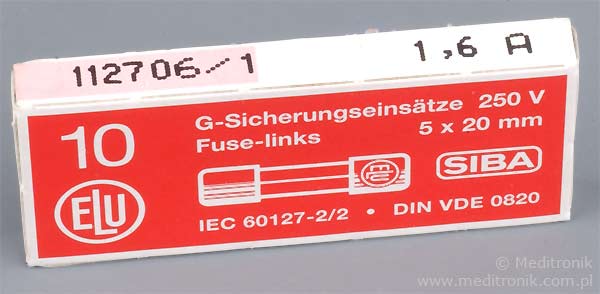 112706/1
1,6 A
10
G-Sicherungseinsätze 250 V
Fuse-links 5 x 20 mm
ELU
ELU
SIBA
IEC 60127-2/2 • DIN VDE 0820
© Meditronik
www.meditronik.com.pl